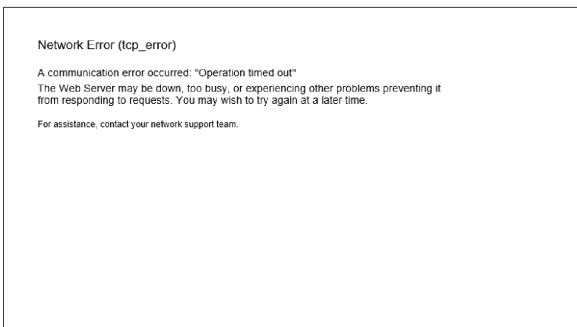 Network Error (tcp_error)
A communication error occurred: "Operation timed out"
The Web Server may be down, too busy, or experiencing other problems preventing it
from responding to requests. You may wish to try again at a later time.
For assistance, contact your network support team.